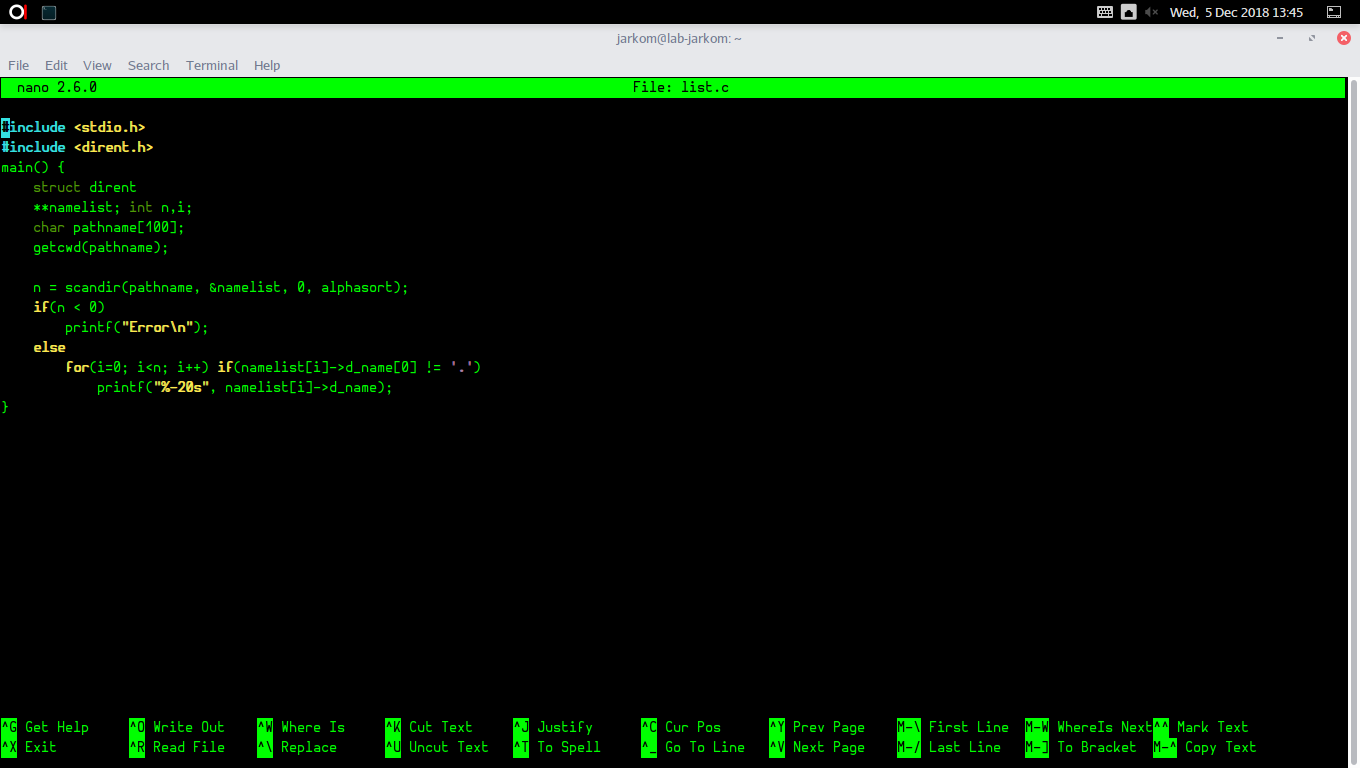 Wed, 5 Dec 2018 13:45
jarkom@lab-jarkom: ~
File Edit View Search Terminal Help
nano 2.6.0 File: list.c
#include <stdio.h>
#include <dirent.h>
main() {
    struct dirent
    **namelist; int n,i;
    char pathname[100];
    getcwd(pathname);
    n = scandir(pathname, &namelist, 0, alphasort);
    if(n < 0)
        printf("Error\n");
    else
        for(i=0; i<n; i++) if(namelist[i]->d_name[0] != '.')
            printf("%-20s", namelist[i]->d_name);
}
^G Get Help ^O Write Out ^W Where Is ^K Cut Text ^J Justify ^C Cur Pos ^Y Prev Page M-\ First Line M-W WhereIs Next ^^ Mark Text
^X Exit ^R Read File ^\ Replace ^U Uncut Text ^T To Spell ^_ Go To Line ^V Next Page M-/ Last Line M-] To Bracket M-^ Copy Text